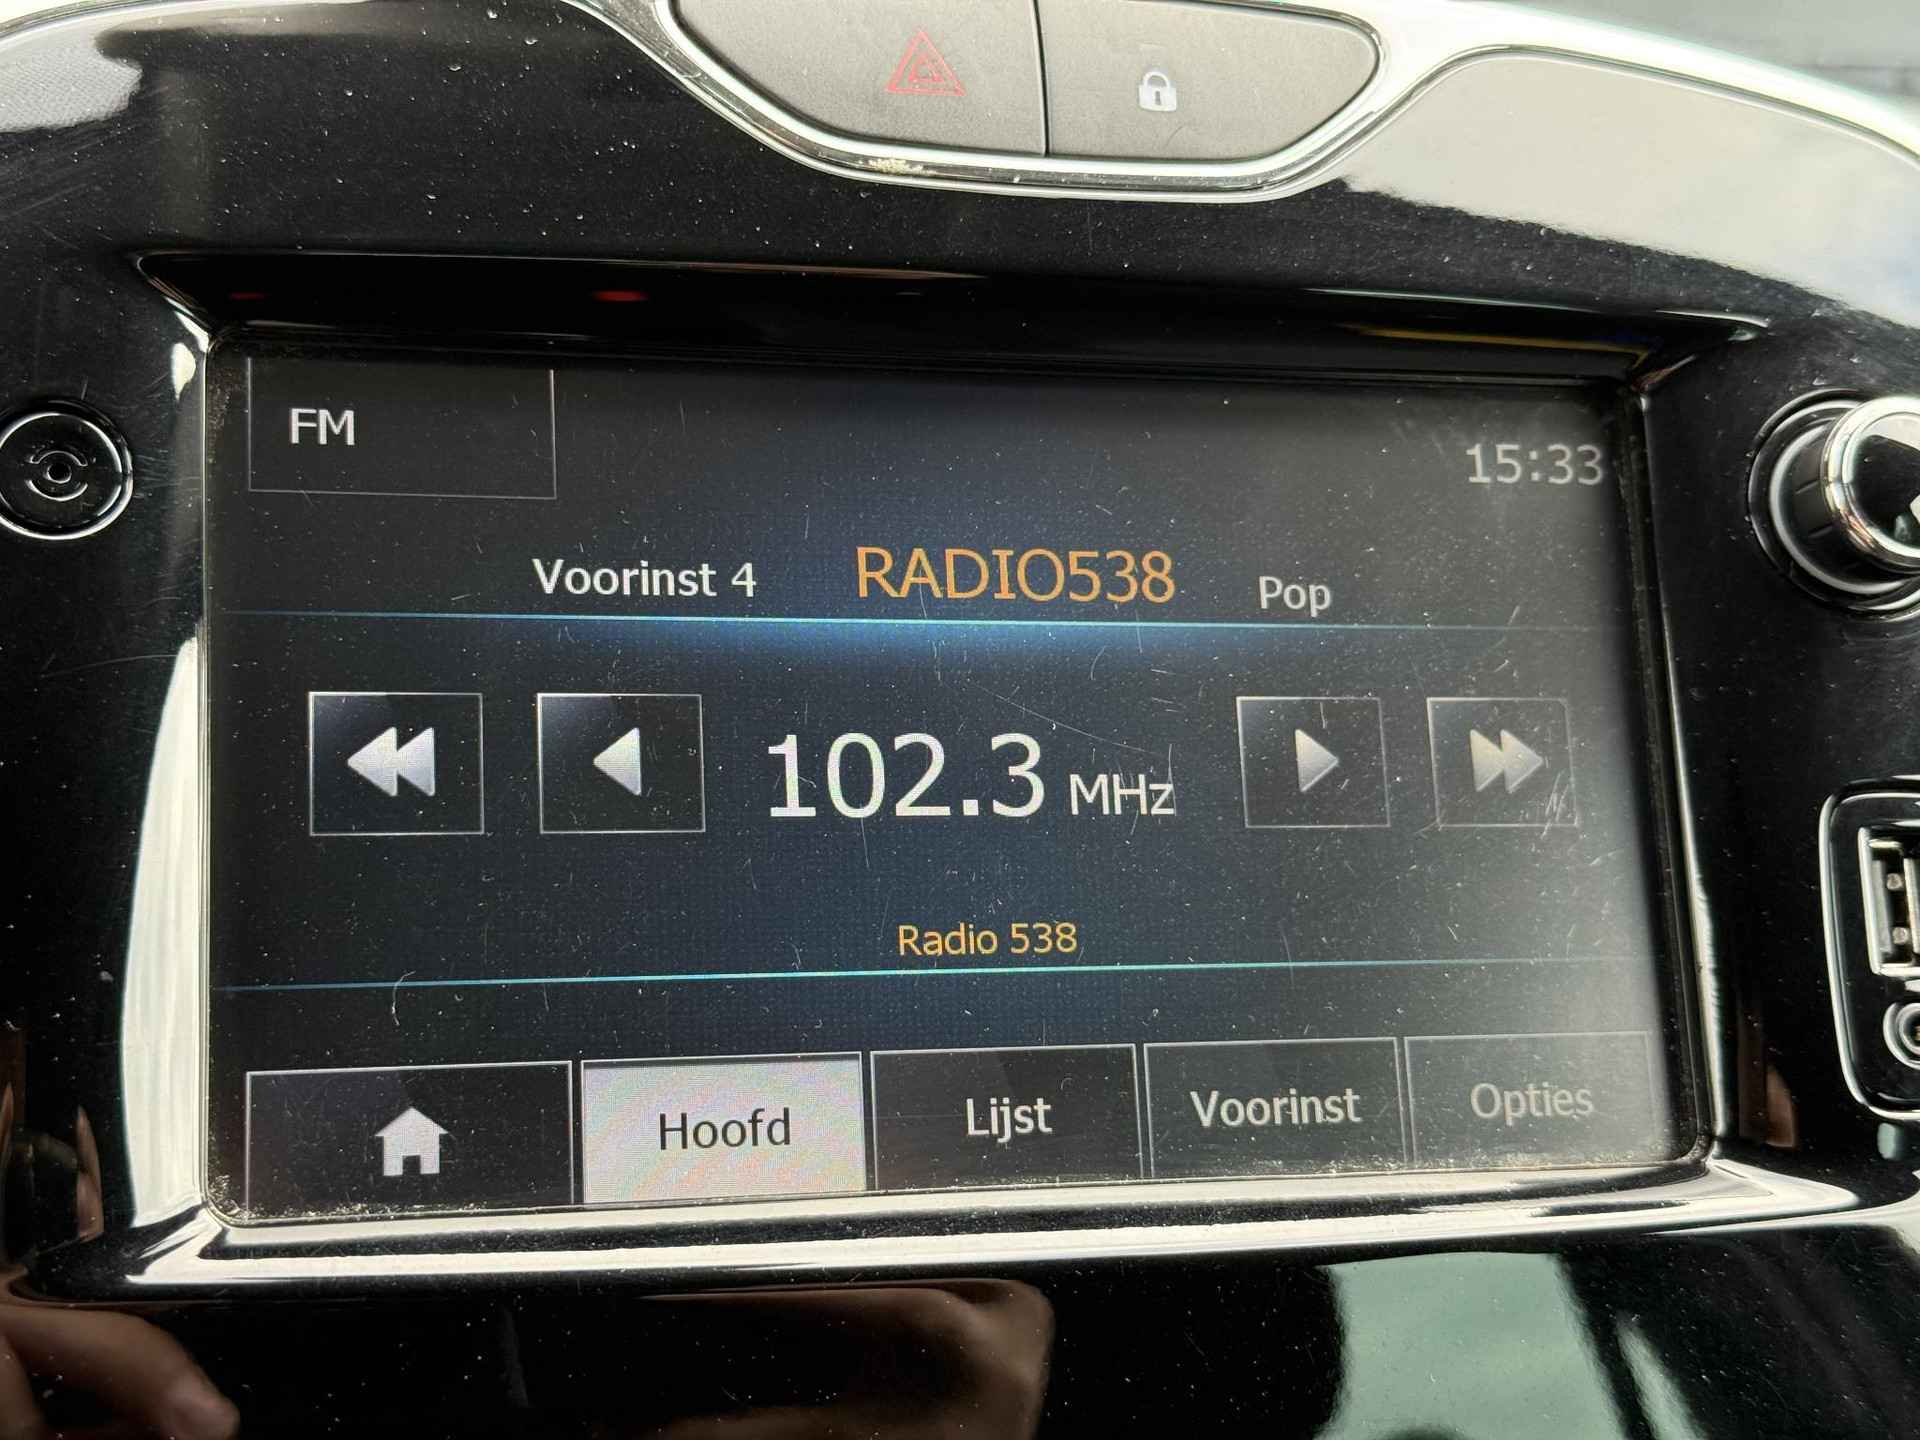 FM
15:33
Voorinst 4 RADIO538 Pop
102.3 MHz
Radio 538
Hoofd Lijst Voorinst Opties